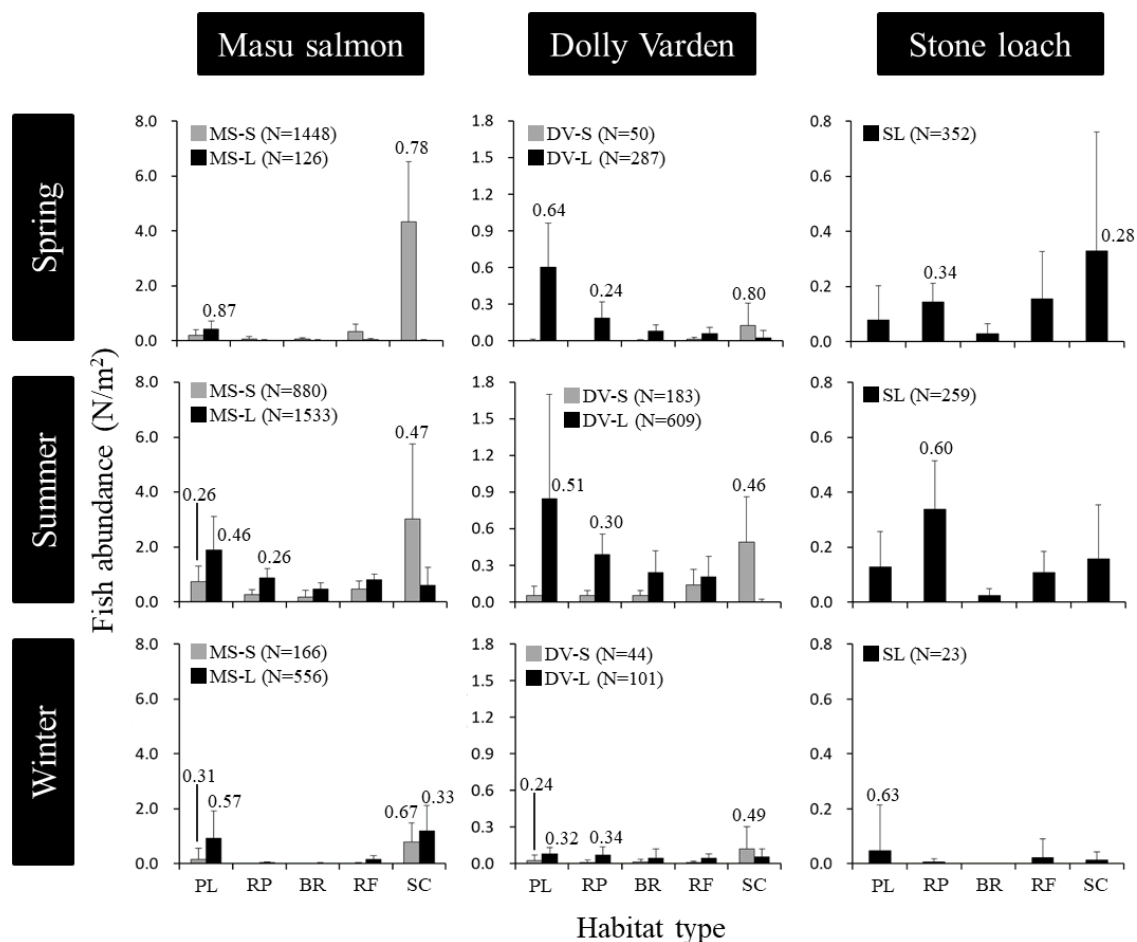 Masu salmon
Dolly Varden
Stone loach
Spring
Summer
Winter
Fish abundance (N/m²)
8.0
6.0
4.0
2.0
0.0
MS-S (N=1448)
MS-L (N=126)
0.87
0.78
1.8
1.5
1.2
0.9
0.6
0.3
0.0
DV-S (N=50)
DV-L (N=287)
0.64
0.24
0.80
0.8
0.6
0.4
0.2
0.0
SL (N=352)
0.34
0.28
8.0
6.0
4.0
2.0
0.0
MS-S (N=880)
MS-L (N=1533)
0.26
0.46
0.26
0.47
1.8
1.5
1.2
0.9
0.6
0.3
0.0
DV-S (N=183)
DV-L (N=609)
0.51
0.30
0.46
0.8
0.6
0.4
0.2
0.0
SL (N=259)
0.60
8.0
6.0
4.0
2.0
0.0
MS-S (N=166)
MS-L (N=556)
0.31
0.57
0.67
0.33
1.8
1.5
1.2
0.9
0.6
0.3
0.0
DV-S (N=44)
DV-L (N=101)
0.24
0.32
0.34
0.49
0.8
0.6
0.4
0.2
0.0
SL (N=23)
0.63
PL RP BR RF SC
PL RP BR RF SC
PL RP BR RF SC
Habitat type